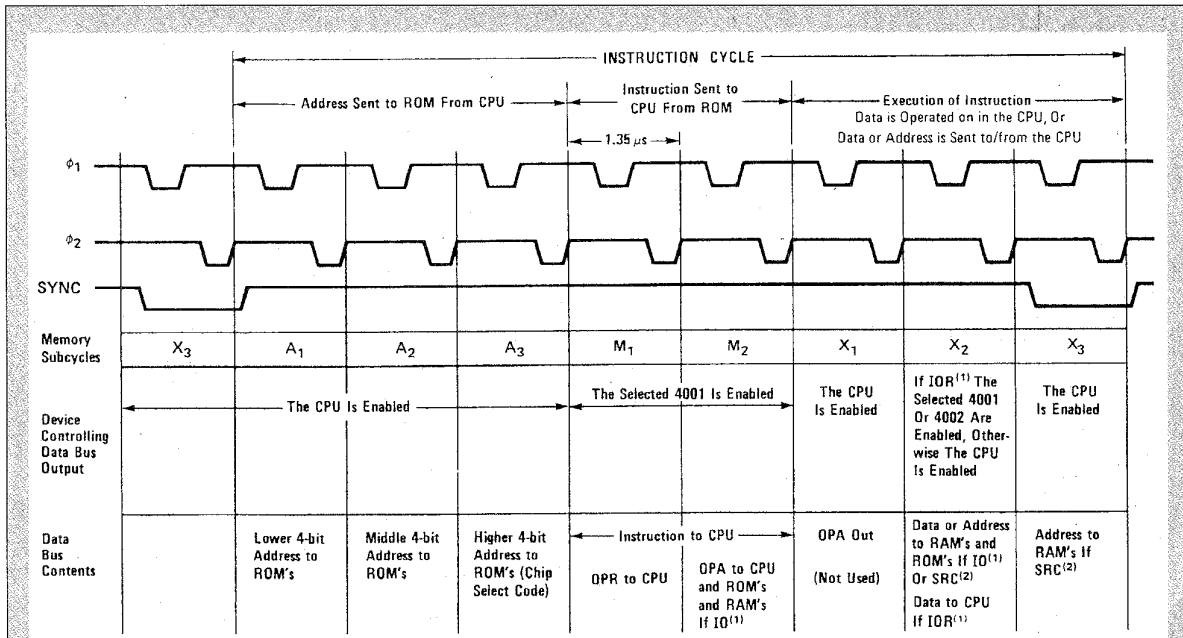 INSTRUCTION CYCLE
Address Sent to ROM From CPU
Instruction Sent to
CPU From ROM
Execution of Instruction
Data is Operated on in the CPU, Or
Data or Address is Sent to/from the CPU
1.35 μs
ϕ1
ϕ2
SYNC
Memory
Subcycles
X3
A1
A2
A3
M1
M2
X1
X2
X3
Device
Controlling
Data Bus
Output
The CPU Is Enabled
The Selected 4001 Is Enabled
The CPU
Is Enabled
If IOR(1) The
Selected 4001
Or 4002 Are
Enabled, Other-
wise The CPU
Is Enabled
The CPU
Is Enabled
Data
Bus
Contents
Lower 4-bit
Address to
ROM's
Middle 4-bit
Address to
ROM's
Higher 4-bit
Address to
ROM's (Chip
Select Code)
Instruction to CPU
OPR to CPU
OPA to CPU
and ROM's
and RAM's
If IO(1)
OPA Out
(Not Used)
Data or Address
to RAM's and
ROM's If IO(1)
Or SRC(2)
Data to CPU
If IOR(1)
Address to
RAM's If
SRC(2)